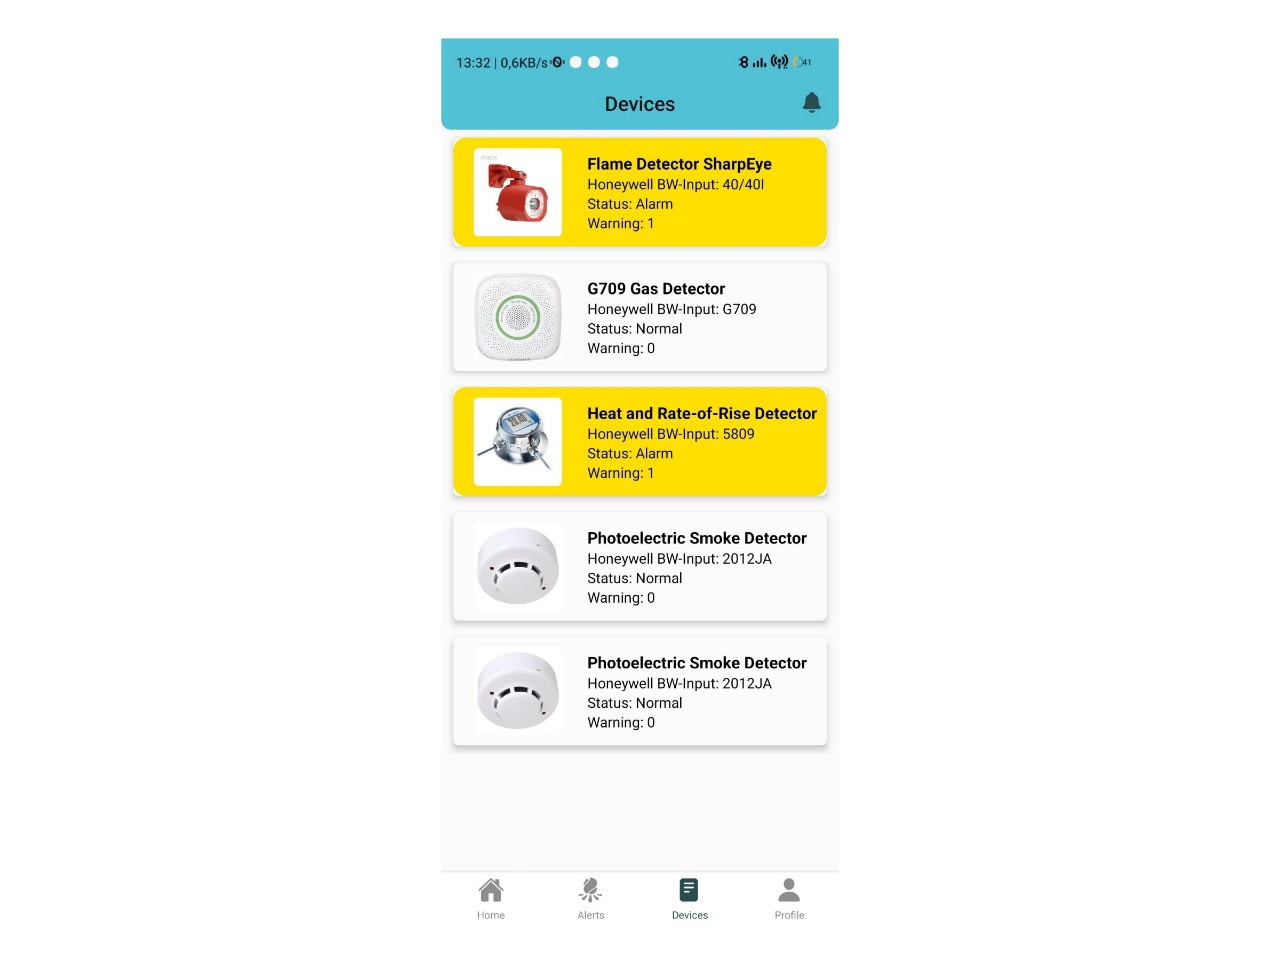 13:32 | 0,6KB/s
41
Devices
Flame Detector SharpEye
Honeywell BW-Input: 40/40I
Status: Alarm
Warning: 1
G709 Gas Detector
Honeywell BW-Input: G709
Status: Normal
Warning: 0
Heat and Rate-of-Rise Detector
Honeywell BW-Input: 5809
Status: Alarm
Warning: 1
Photoelectric Smoke Detector
Honeywell BW-Input: 2012JA
Status: Normal
Warning: 0
Photoelectric Smoke Detector
Honeywell BW-Input: 2012JA
Status: Normal
Warning: 0
Home
Alerts
Devices
Profile